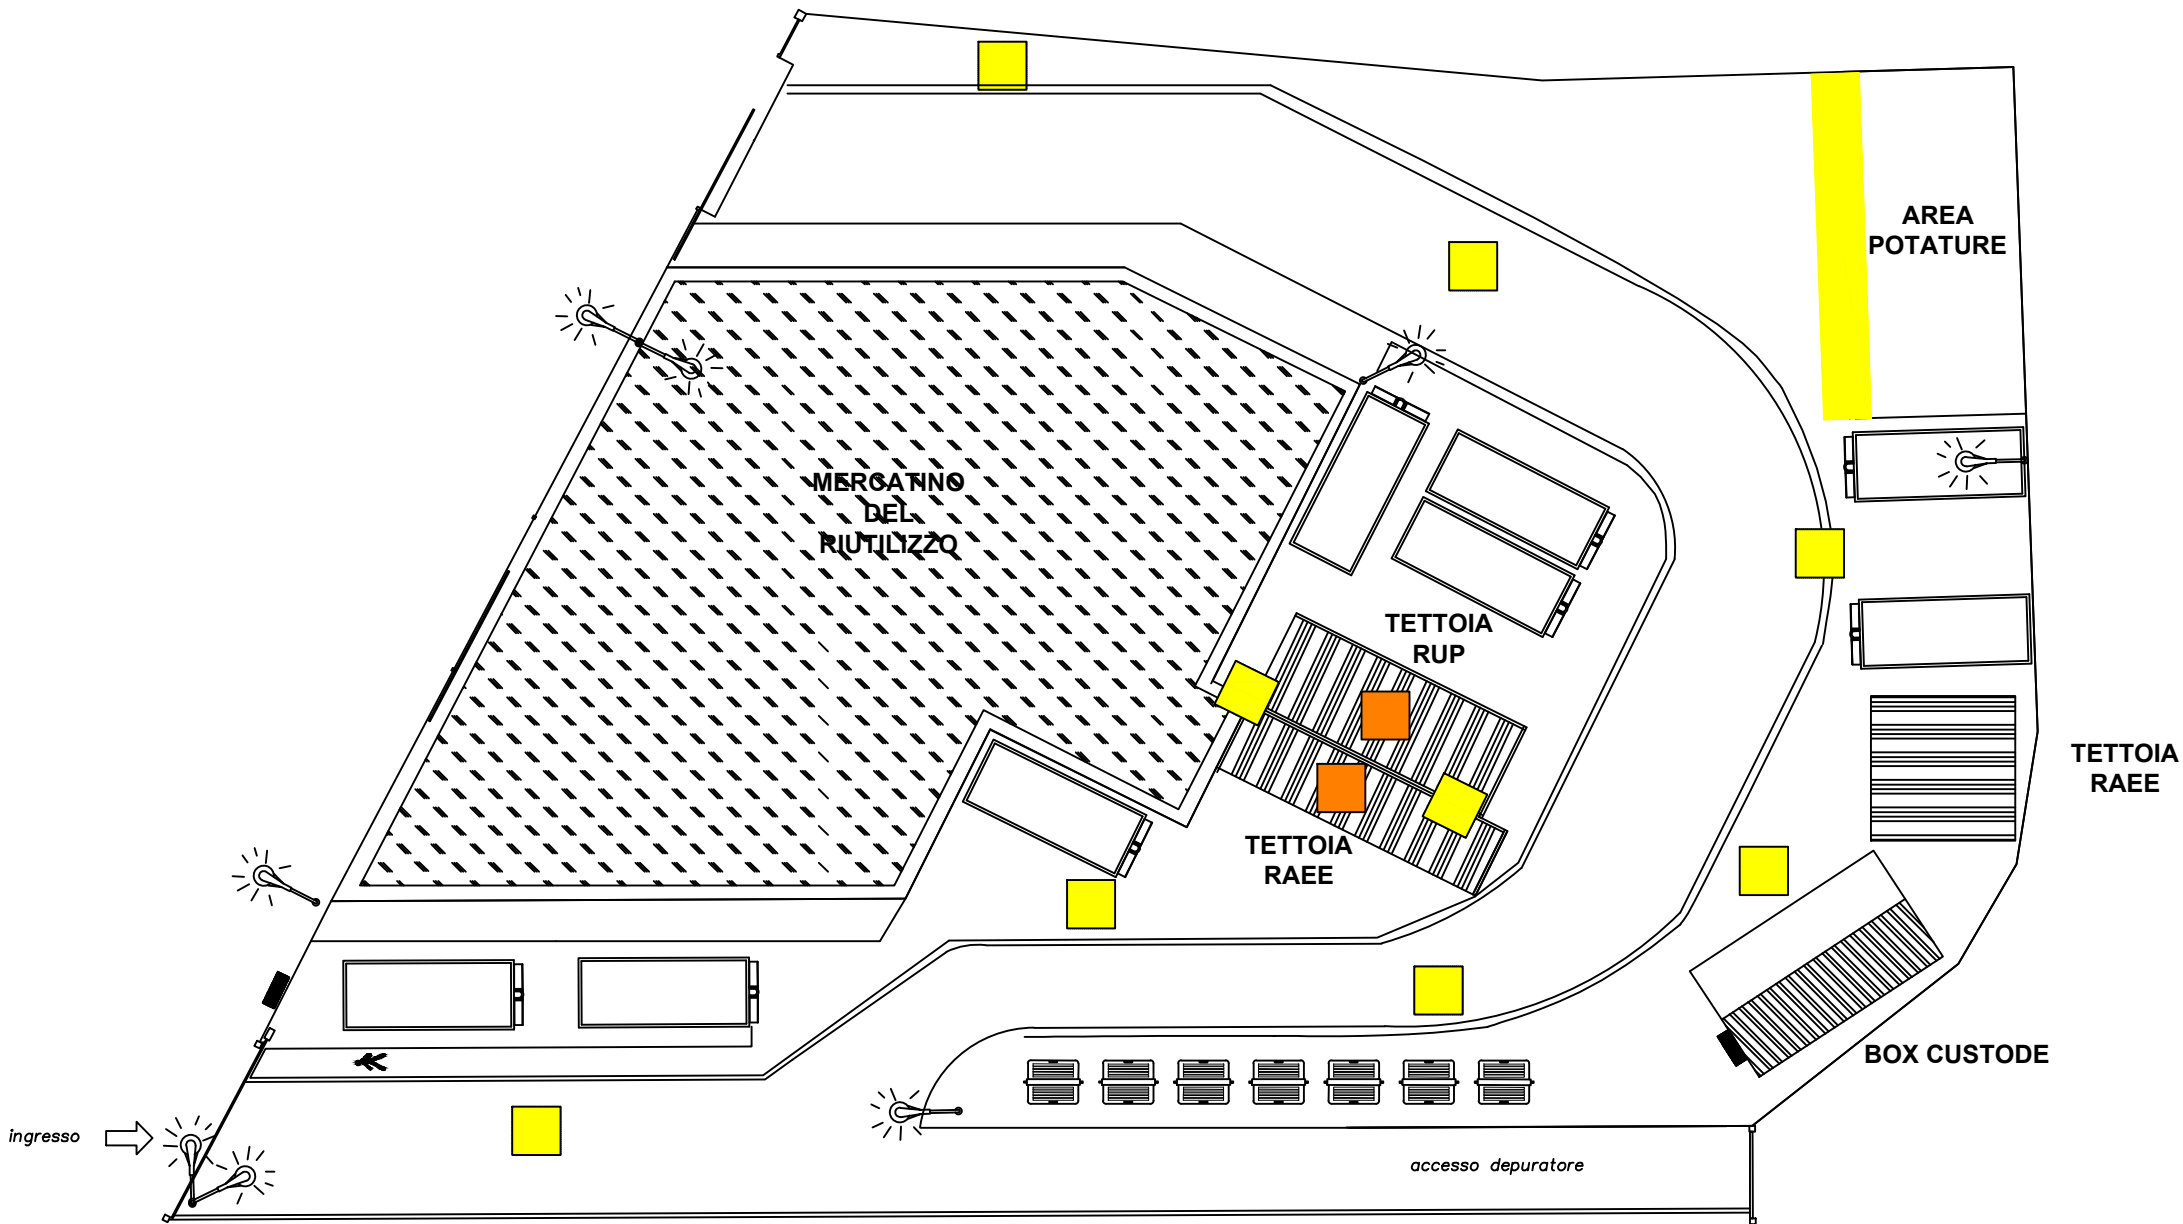 AREA
POTATURE
MERCATINO
DEL
RIUTILIZZO
TETTOIA
RUP
TETTOIA
RAEE
TETTOIA
RAEE
BOX CUSTODE
ingresso
accesso depuratore